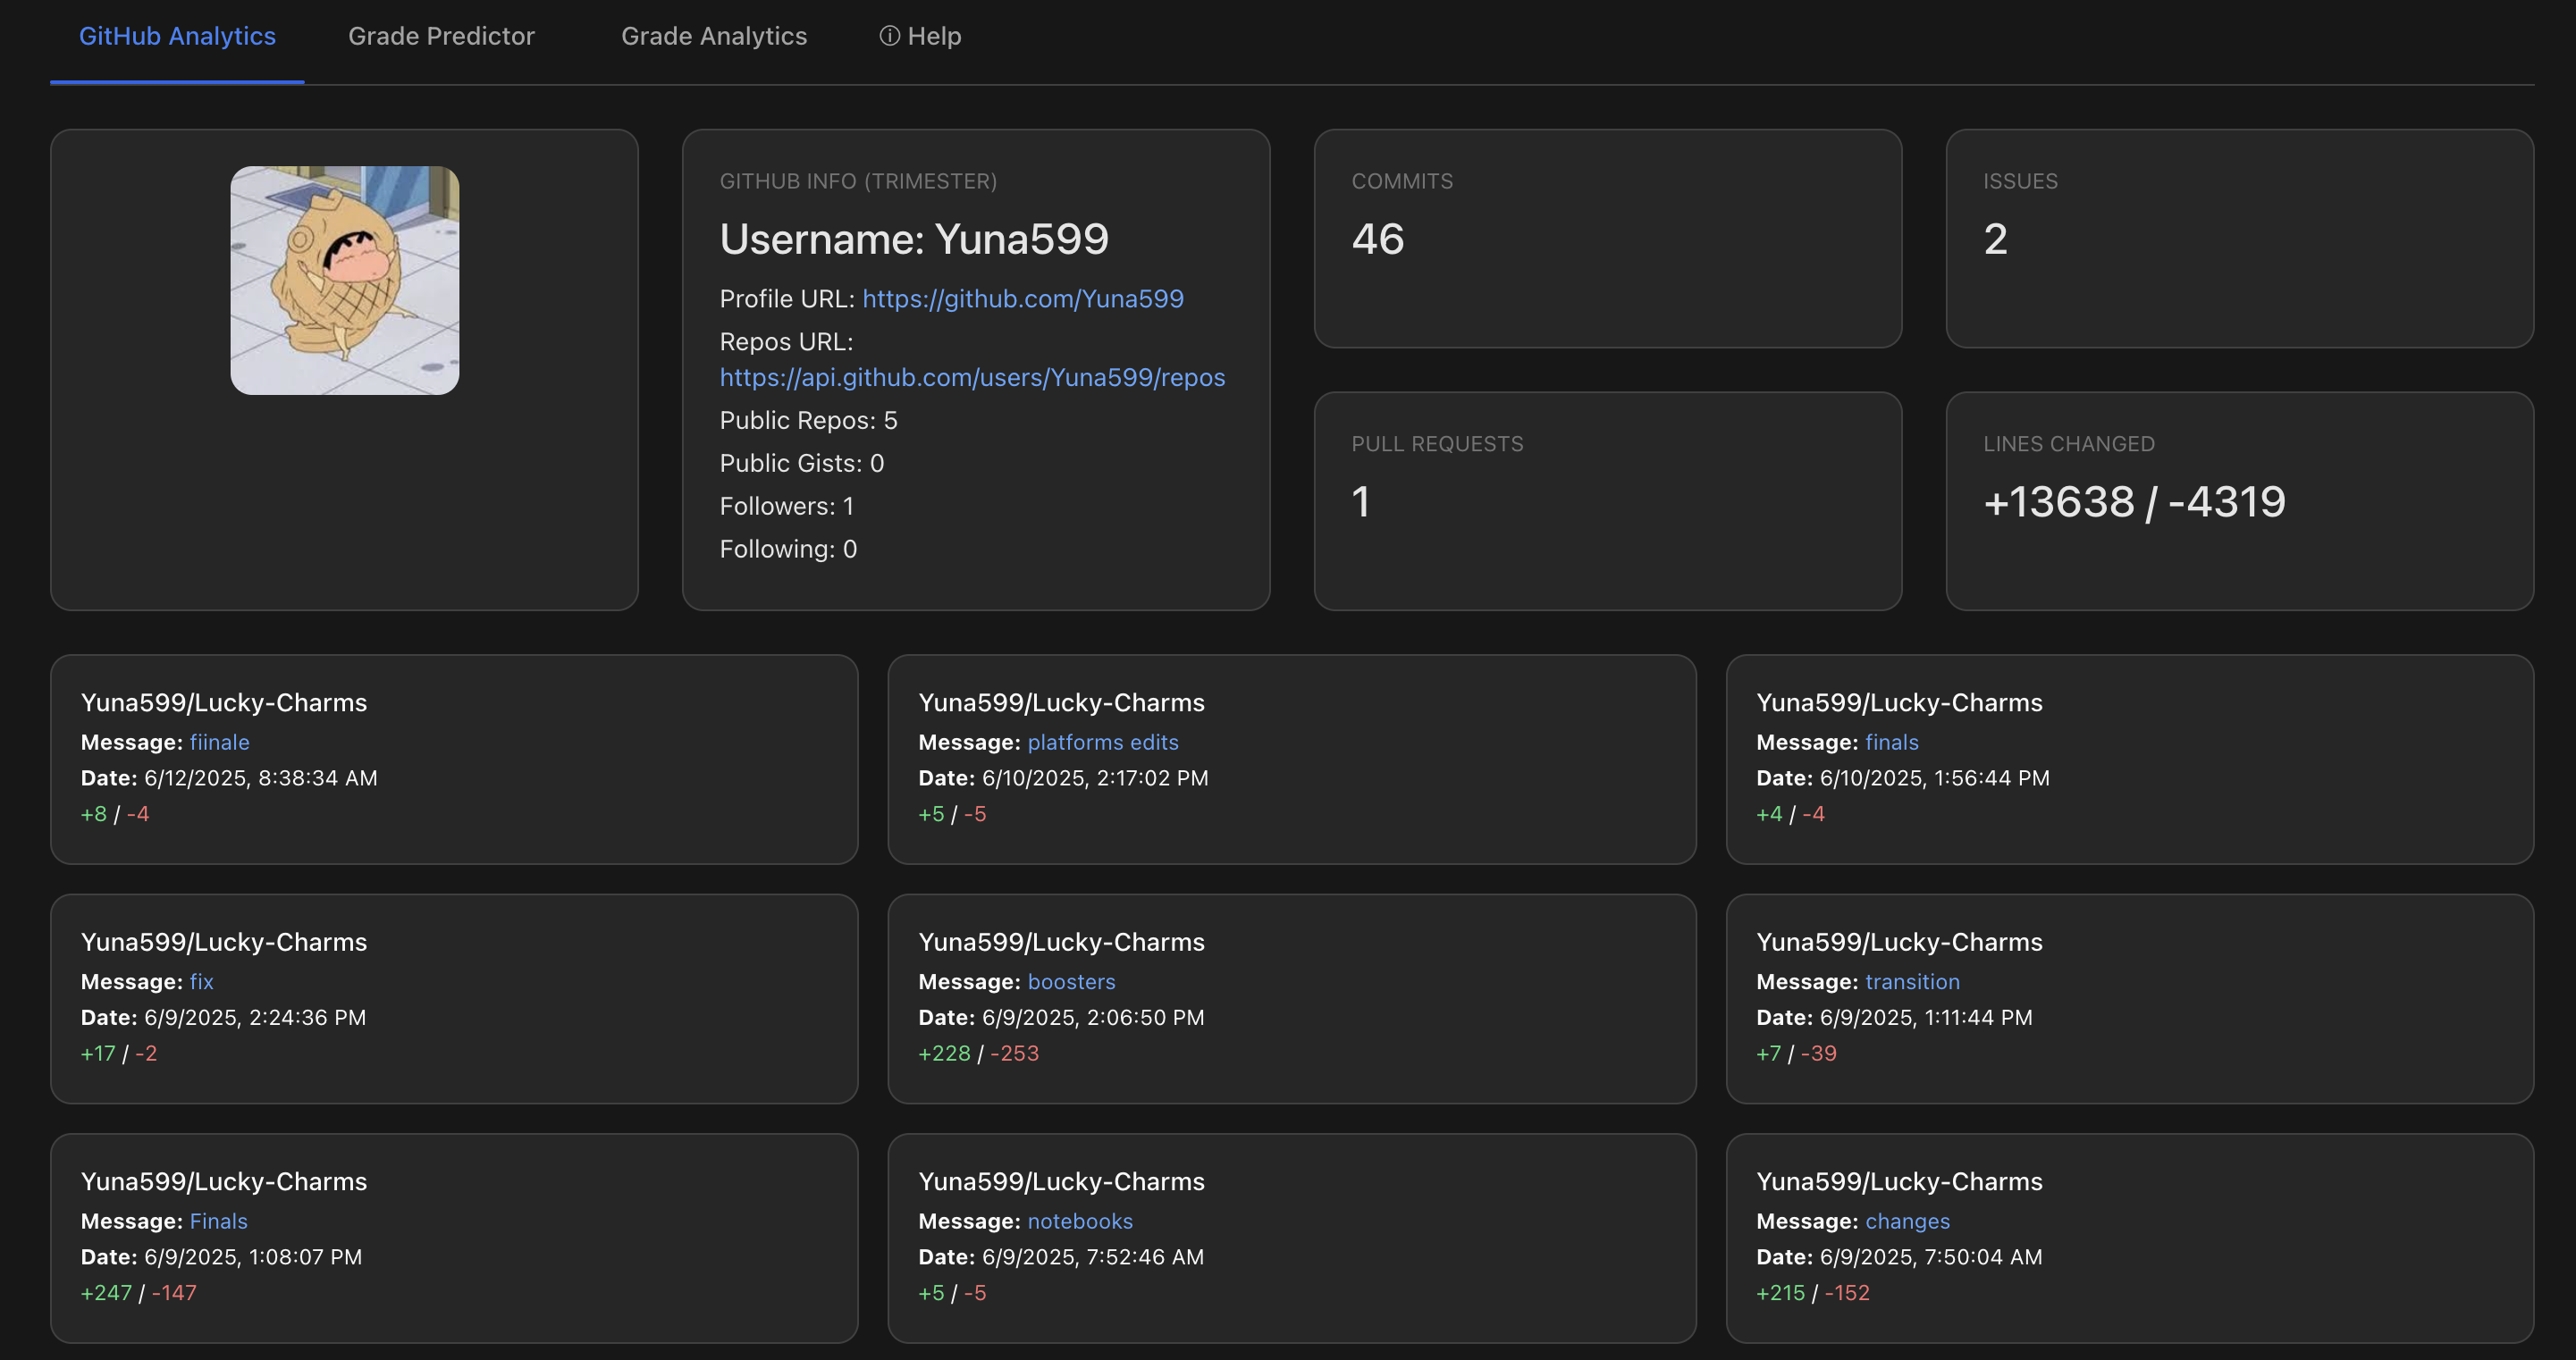 GitHub Analytics
Grade Predictor
Grade Analytics
ⓘ Help
GITHUB INFO (TRIMESTER)
Username: Yuna599
Profile URL: https://github.com/Yuna599
Repos URL:
https://api.github.com/users/Yuna599/repos
Public Repos: 5
Public Gists: 0
Followers: 1
Following: 0
COMMITS
46
ISSUES
2
PULL REQUESTS
1
LINES CHANGED
+13638 / -4319
Yuna599/Lucky-Charms
Message: fiinale
Date: 6/12/2025, 8:38:34 AM
+8 / -4
Yuna599/Lucky-Charms
Message: platforms edits
Date: 6/10/2025, 2:17:02 PM
+5 / -5
Yuna599/Lucky-Charms
Message: finals
Date: 6/10/2025, 1:56:44 PM
+4 / -4
Yuna599/Lucky-Charms
Message: fix
Date: 6/9/2025, 2:24:36 PM
+17 / -2
Yuna599/Lucky-Charms
Message: boosters
Date: 6/9/2025, 2:06:50 PM
+228 / -253
Yuna599/Lucky-Charms
Message: transition
Date: 6/9/2025, 1:11:44 PM
+7 / -39
Yuna599/Lucky-Charms
Message: Finals
Date: 6/9/2025, 1:08:07 PM
+247 / -147
Yuna599/Lucky-Charms
Message: notebooks
Date: 6/9/2025, 7:52:46 AM
+5 / -5
Yuna599/Lucky-Charms
Message: changes
Date: 6/9/2025, 7:50:04 AM
+215 / -152